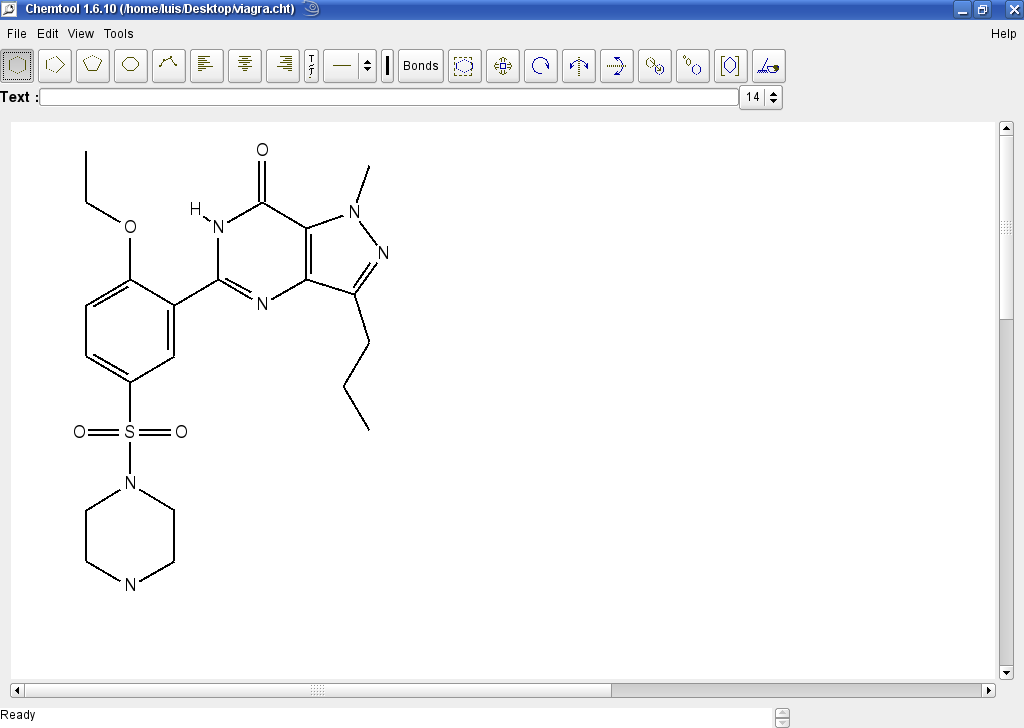 Chemtool 1.6.10 (/home/luis/Desktop/viagra.cht)
File Edit View Tools Help
Bonds
Text : 14
O
H N N
O N
N
O S O
N
N
Ready